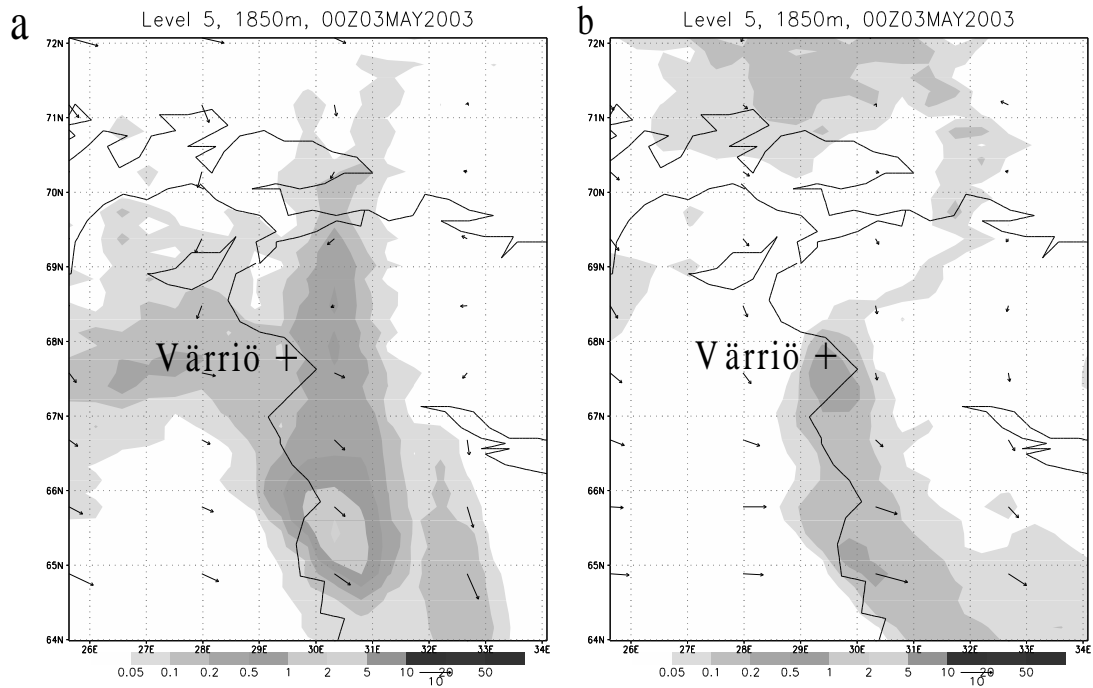 a
Level 5, 1850m, 00Z03MAY2003
72N
71N
70N
69N
68N
67N
66N
65N
64N
Värriö +
26E 27E 28E 29E 30E 31E 32E 33E 34E
0.05 0.1 0.2 0.5 1 2 5 10 20 50
10
b
Level 5, 1850m, 00Z03MAY2003
72N
71N
70N
69N
68N
67N
66N
65N
64N
Värriö +
26E 27E 28E 29E 30E 31E 32E 33E 34E
0.05 0.1 0.2 0.5 1 2 5 10 20 50
10